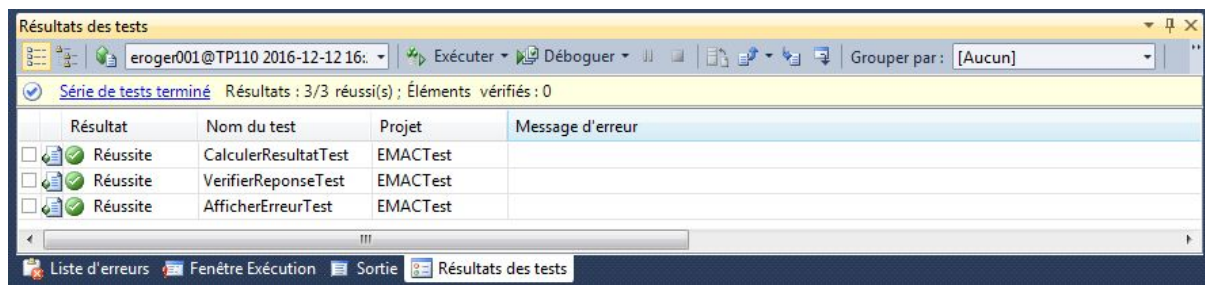 Résultats des tests
eroger001@TP110 2016-12-12 16:. Exécuter Déboguer Grouper par : [Aucun]
Série de tests terminé Résultats : 3/3 réussi(s) ; Éléments vérifiés : 0
Résultat Nom du test Projet Message d'erreur
Réussite CalculerResultatTest EMACTest
Réussite VerifierReponseTest EMACTest
Réussite AfficherErreurTest EMACTest
Liste d'erreurs Fenêtre Exécution Sortie Résultats des tests